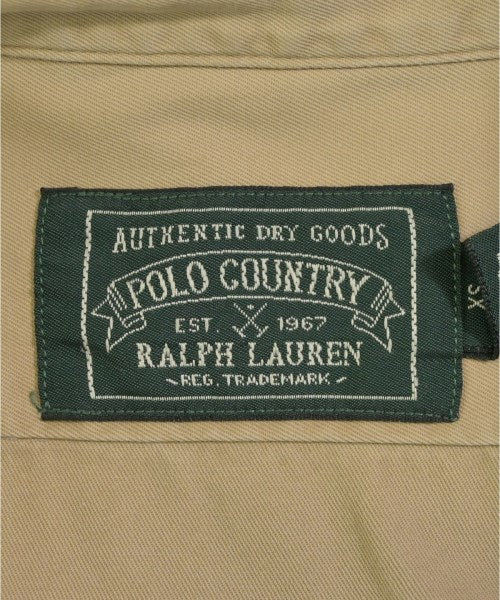 AUTHENTIC DRY GOODS
POLO COUNTRY
EST. 1967
RALPH LAUREN
~REG. TRADEMARK~